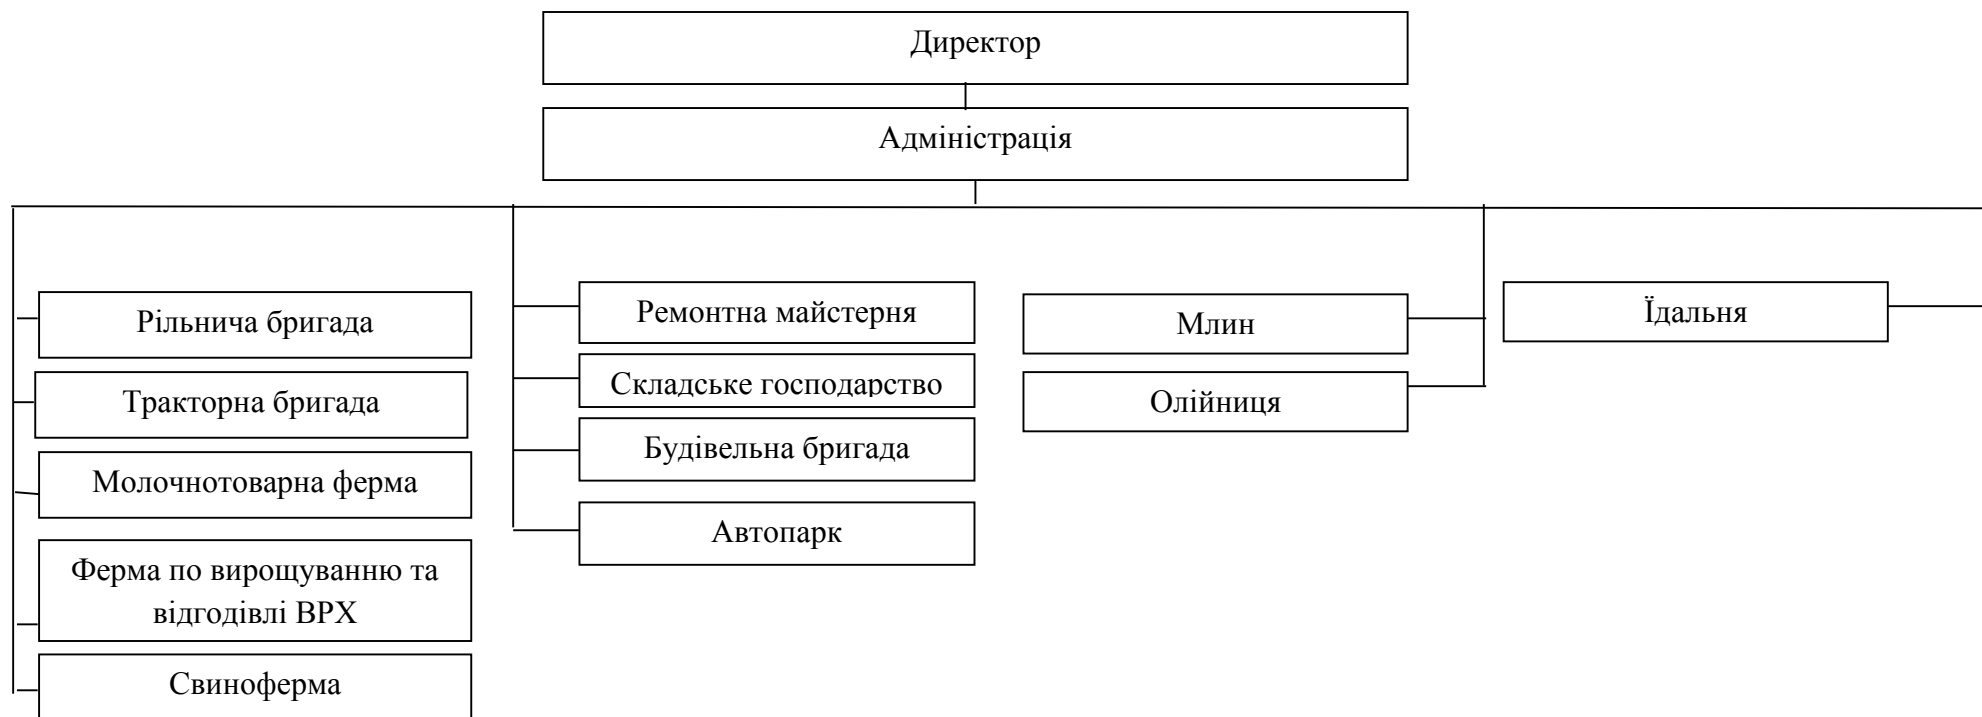 Директор
Адміністрація
Рільнича бригада
Тракторна бригада
Молочнотоварна ферма
Ферма по вирощуванню та
відгодівлі ВРХ
Свиноферма
Ремонтна майстерня
Складське господарство
Будівельна бригада
Автопарк
Млин
Олійниця
Їдальня